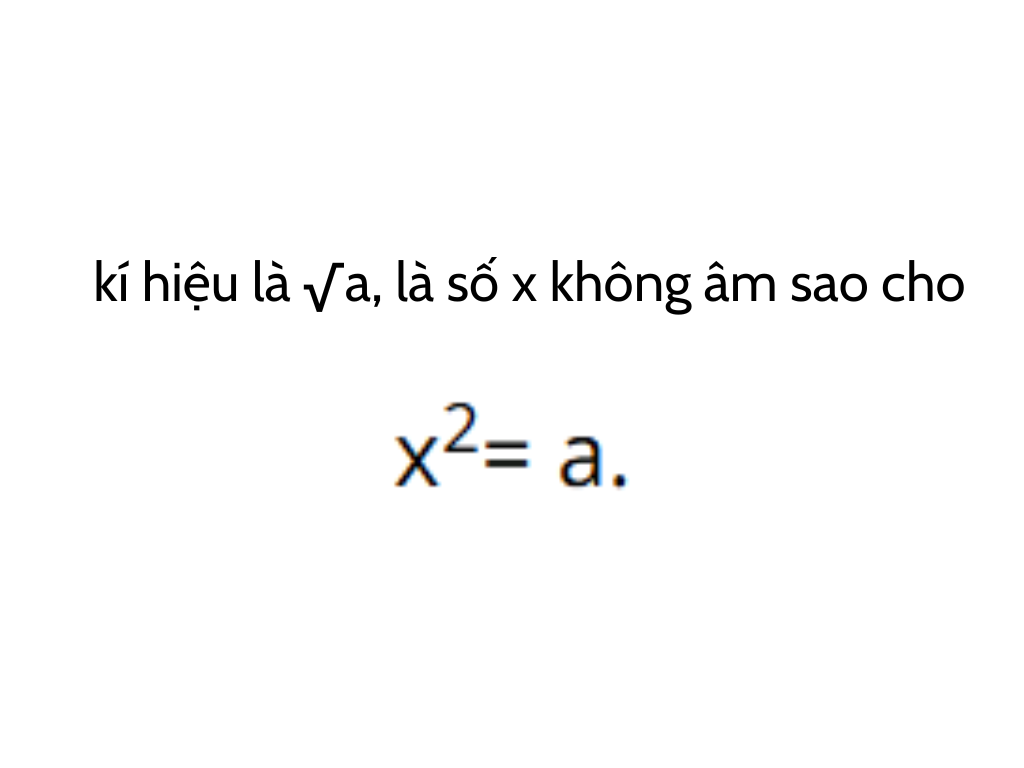 kí hiệu là √a, là số x không âm sao cho
x²= a.